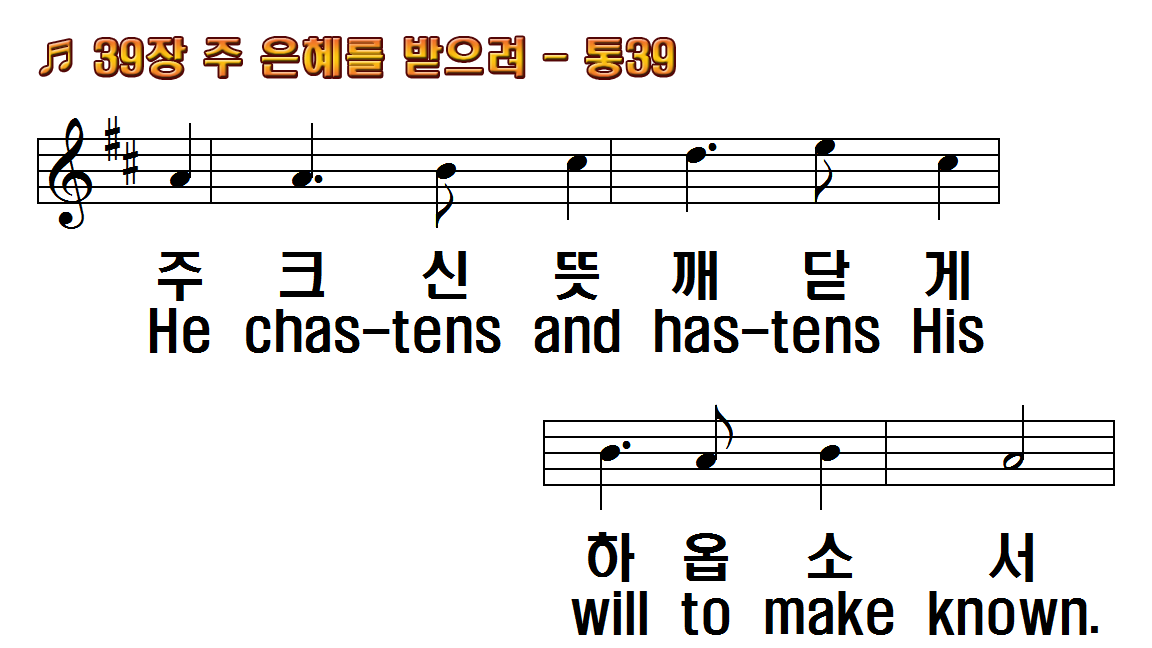 ♬ 39장 주 은혜를 받으려 - 통39
주 크 신 뜻 깨 닫 게
He chas-tens and has-tens His
하 옵 소 서
will to make known.